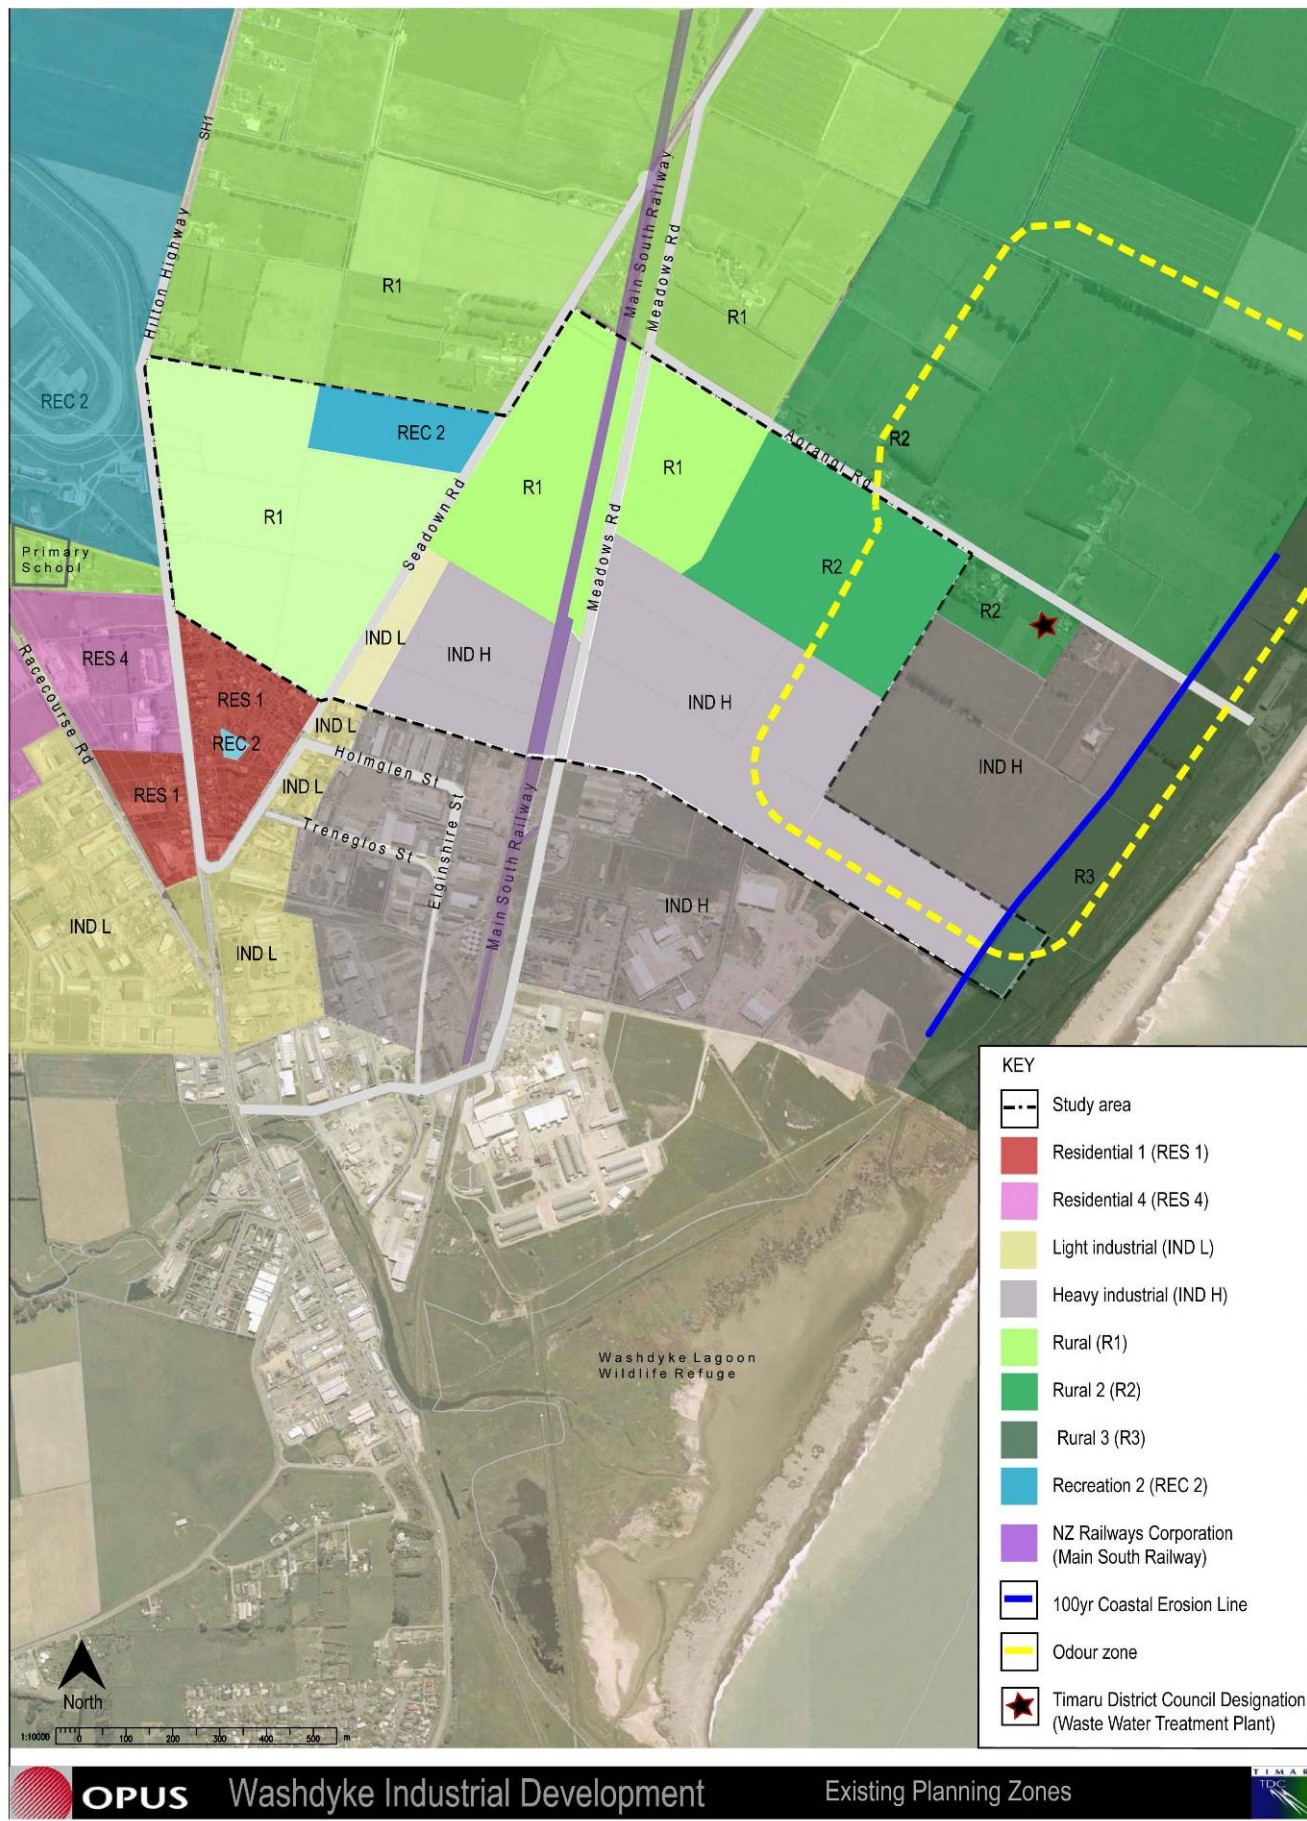 SH1
Main South Railway
Hilton Highway
Meadows Rd
R1
R1
REC 2
REC 2
Aorangi Rd
R2
R1
R1
R1
Seadown Rd
Meadows Rd
Primary
School
R2
R2
IND L
IND H
RES 4
Racecourse Rd
RES 1
IND H
IND L
REC 2
Holmglen St
IND H
RES 1
IND L
Treneglos St
Elginshire St
Main South Railway
R3
IND H
IND L
IND L
KEY
Study area
Residential 1 (RES 1)
Residential 4 (RES 4)
Light industrial (IND L)
Heavy industrial (IND H)
Rural (R1)
Rural 2 (R2)
Rural 3 (R3)
Recreation 2 (REC 2)
NZ Railways Corporation
(Main South Railway)
100yr Coastal Erosion Line
Odour zone
Timaru District Council Designation
(Waste Water Treatment Plant)
Washdyke Lagoon
Wildlife Refuge
North
1:10000 0 100 200 300 400 500 m
OPUS Washdyke Industrial Development Existing Planning Zones
TIMAR
TDC